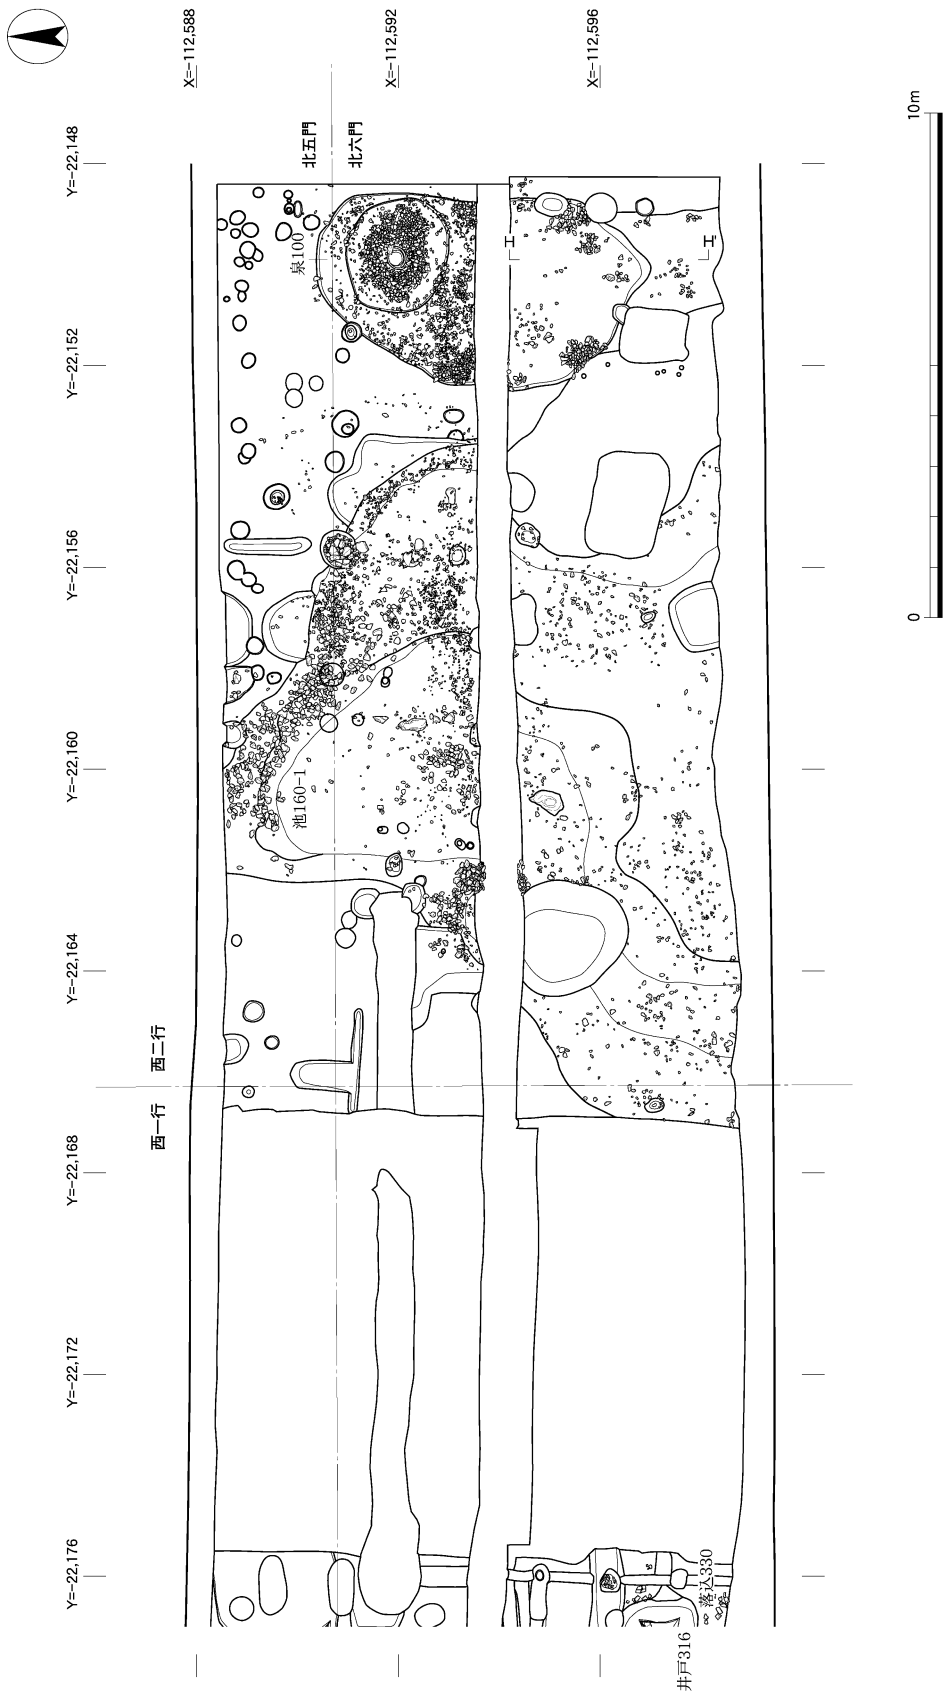 X=-112,588
X=-112,592
X=-112,596
10m
0
Y=-22,148
Y=-22,152
Y=-22,156
Y=-22,160
Y=-22,164
Y=-22,168
Y=-22,172
Y=-22,176
北五門
北六門
泉100
H
H'
池160-1
西二行
西一行
落込330
井戸316